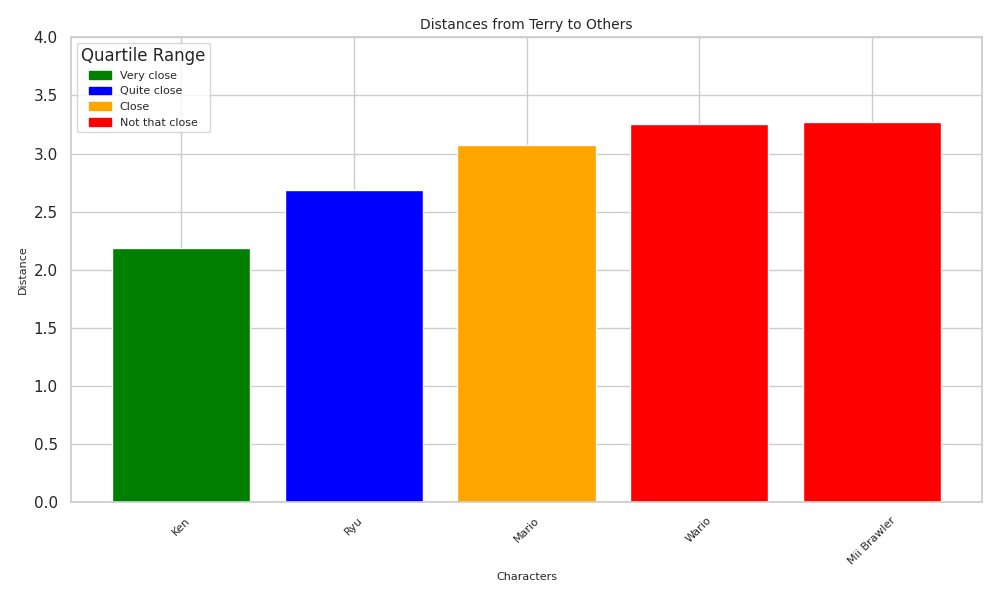 Distances from Terry to Others
4.0
3.5
3.0
2.5
2.0
1.5
1.0
0.5
0.0
Distance
Quartile Range
Very close
Quite close
Close
Not that close
Ken
Ryu
Mario
Wario
Mii Brawler
Characters